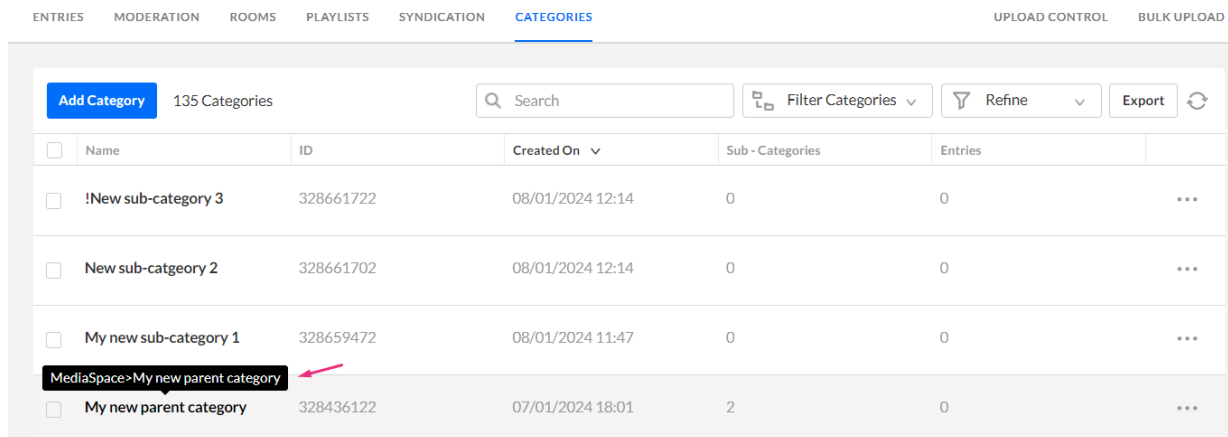 ENTRIES MODERATION ROOMS PLAYLISTS SYNDICATION CATEGORIES UPLOAD CONTROL BULK UPLOAD
Add Category 135 Categories Search Filter Categories Refine Export
Name ID Created On Sub - Categories Entries
!New sub-category 3 328661722 08/01/2024 12:14 0 0
New sub-catgeory 2 328661702 08/01/2024 12:14 0 0
My new sub-category 1 328659472 08/01/2024 11:47 0 0
MediaSpace>My new parent category
My new parent category 328436122 07/01/2024 18:01 2 0